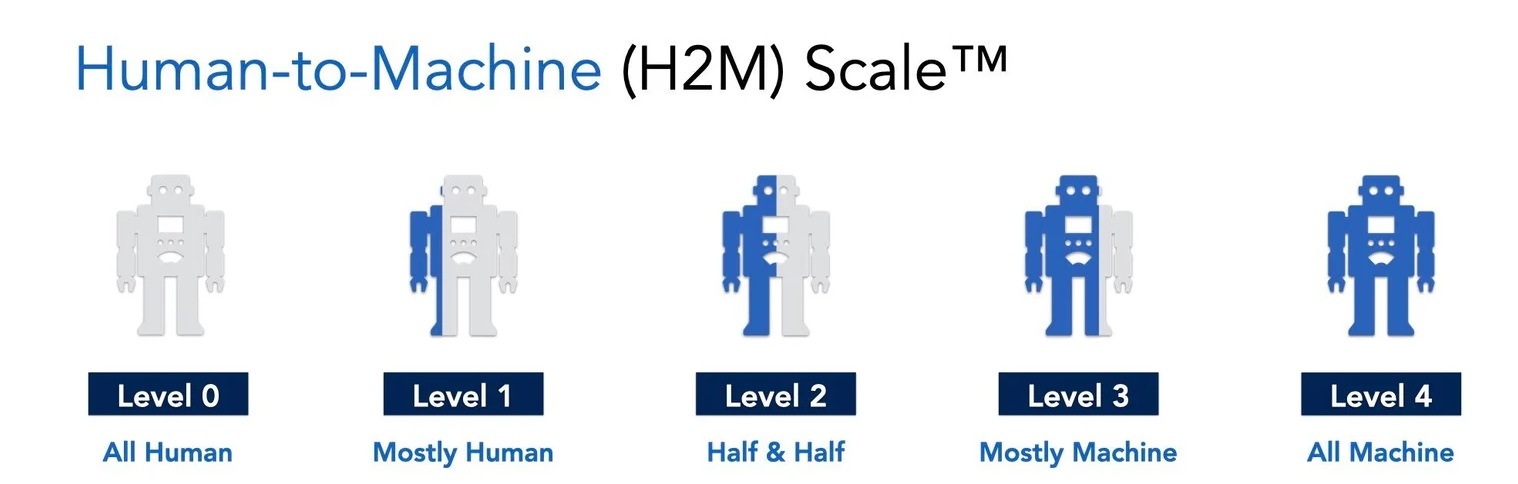 Human-to-Machine (H2M) Scale™
Level 0
All Human
Level 1
Mostly Human
Level 2
Half & Half
Level 3
Mostly Machine
Level 4
All Machine